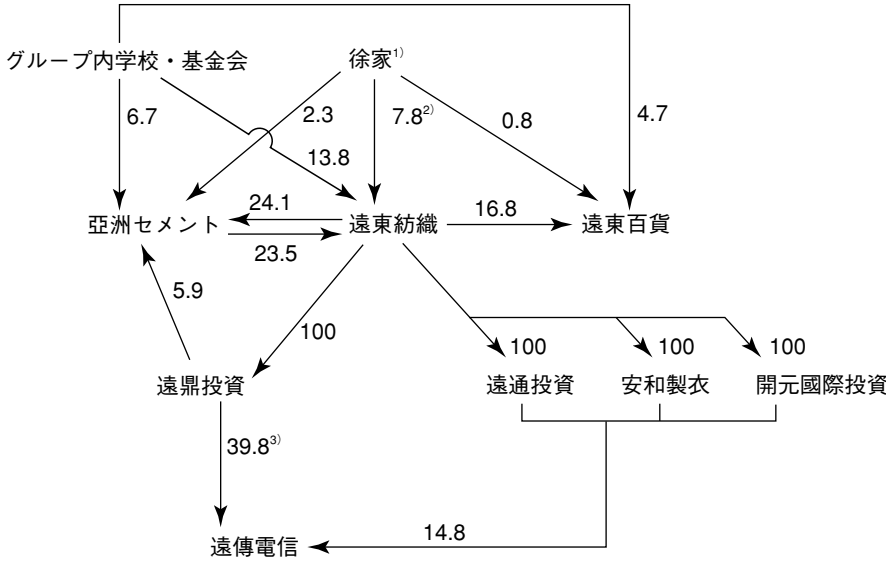 グループ内学校・基金会
徐家1)
6.7
2.3
7.82)
0.8
4.7
13.8
亞洲セメント
24.1
23.5
遠東紡織
16.8
遠東百貨
5.9
100
100
100
100
遠鼎投資
遠通投資
安和製衣
開元國際投資
39.83)
14.8
遠傳電信